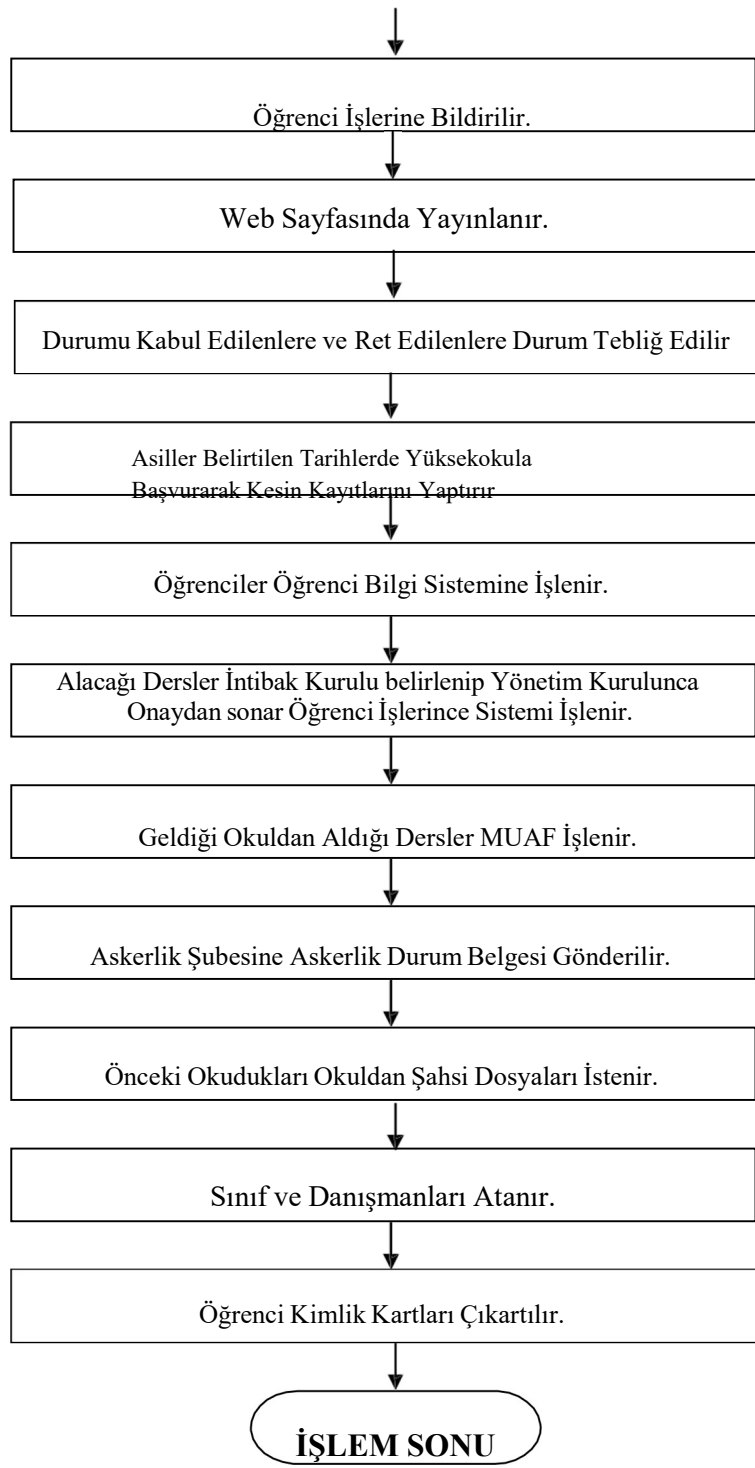 Öğrenci İşlerine Bildirilir.
Web Sayfasında Yayınlanır.
Durumu Kabul Edilenlere ve Ret Edilenlere Durum Tebliğ Edilir
Asiller Belirtilen Tarihlerde Yüksekokula
Başvurarak Kesin Kayıtlarını Yaptırır
Öğrenciler Öğrenci Bilgi Sistemine İşlenir.
Alacağı Dersler İntibak Kurulu belirlenip Yönetim Kurulunca
Onaydan sonar Öğrenci İşlerince Sistemi İşlenir.
Geldiği Okuldan Aldığı Dersler MUAF İşlenir.
Askerlik Şubesine Askerlik Durum Belgesi Gönderilir.
Önceki Okudukları Okuldan Şahsi Dosyaları İstenir.
Sınıf ve Danışmanları Atanır.
Öğrenci Kimlik Kartları Çıkartılır.
İŞLEM SONU